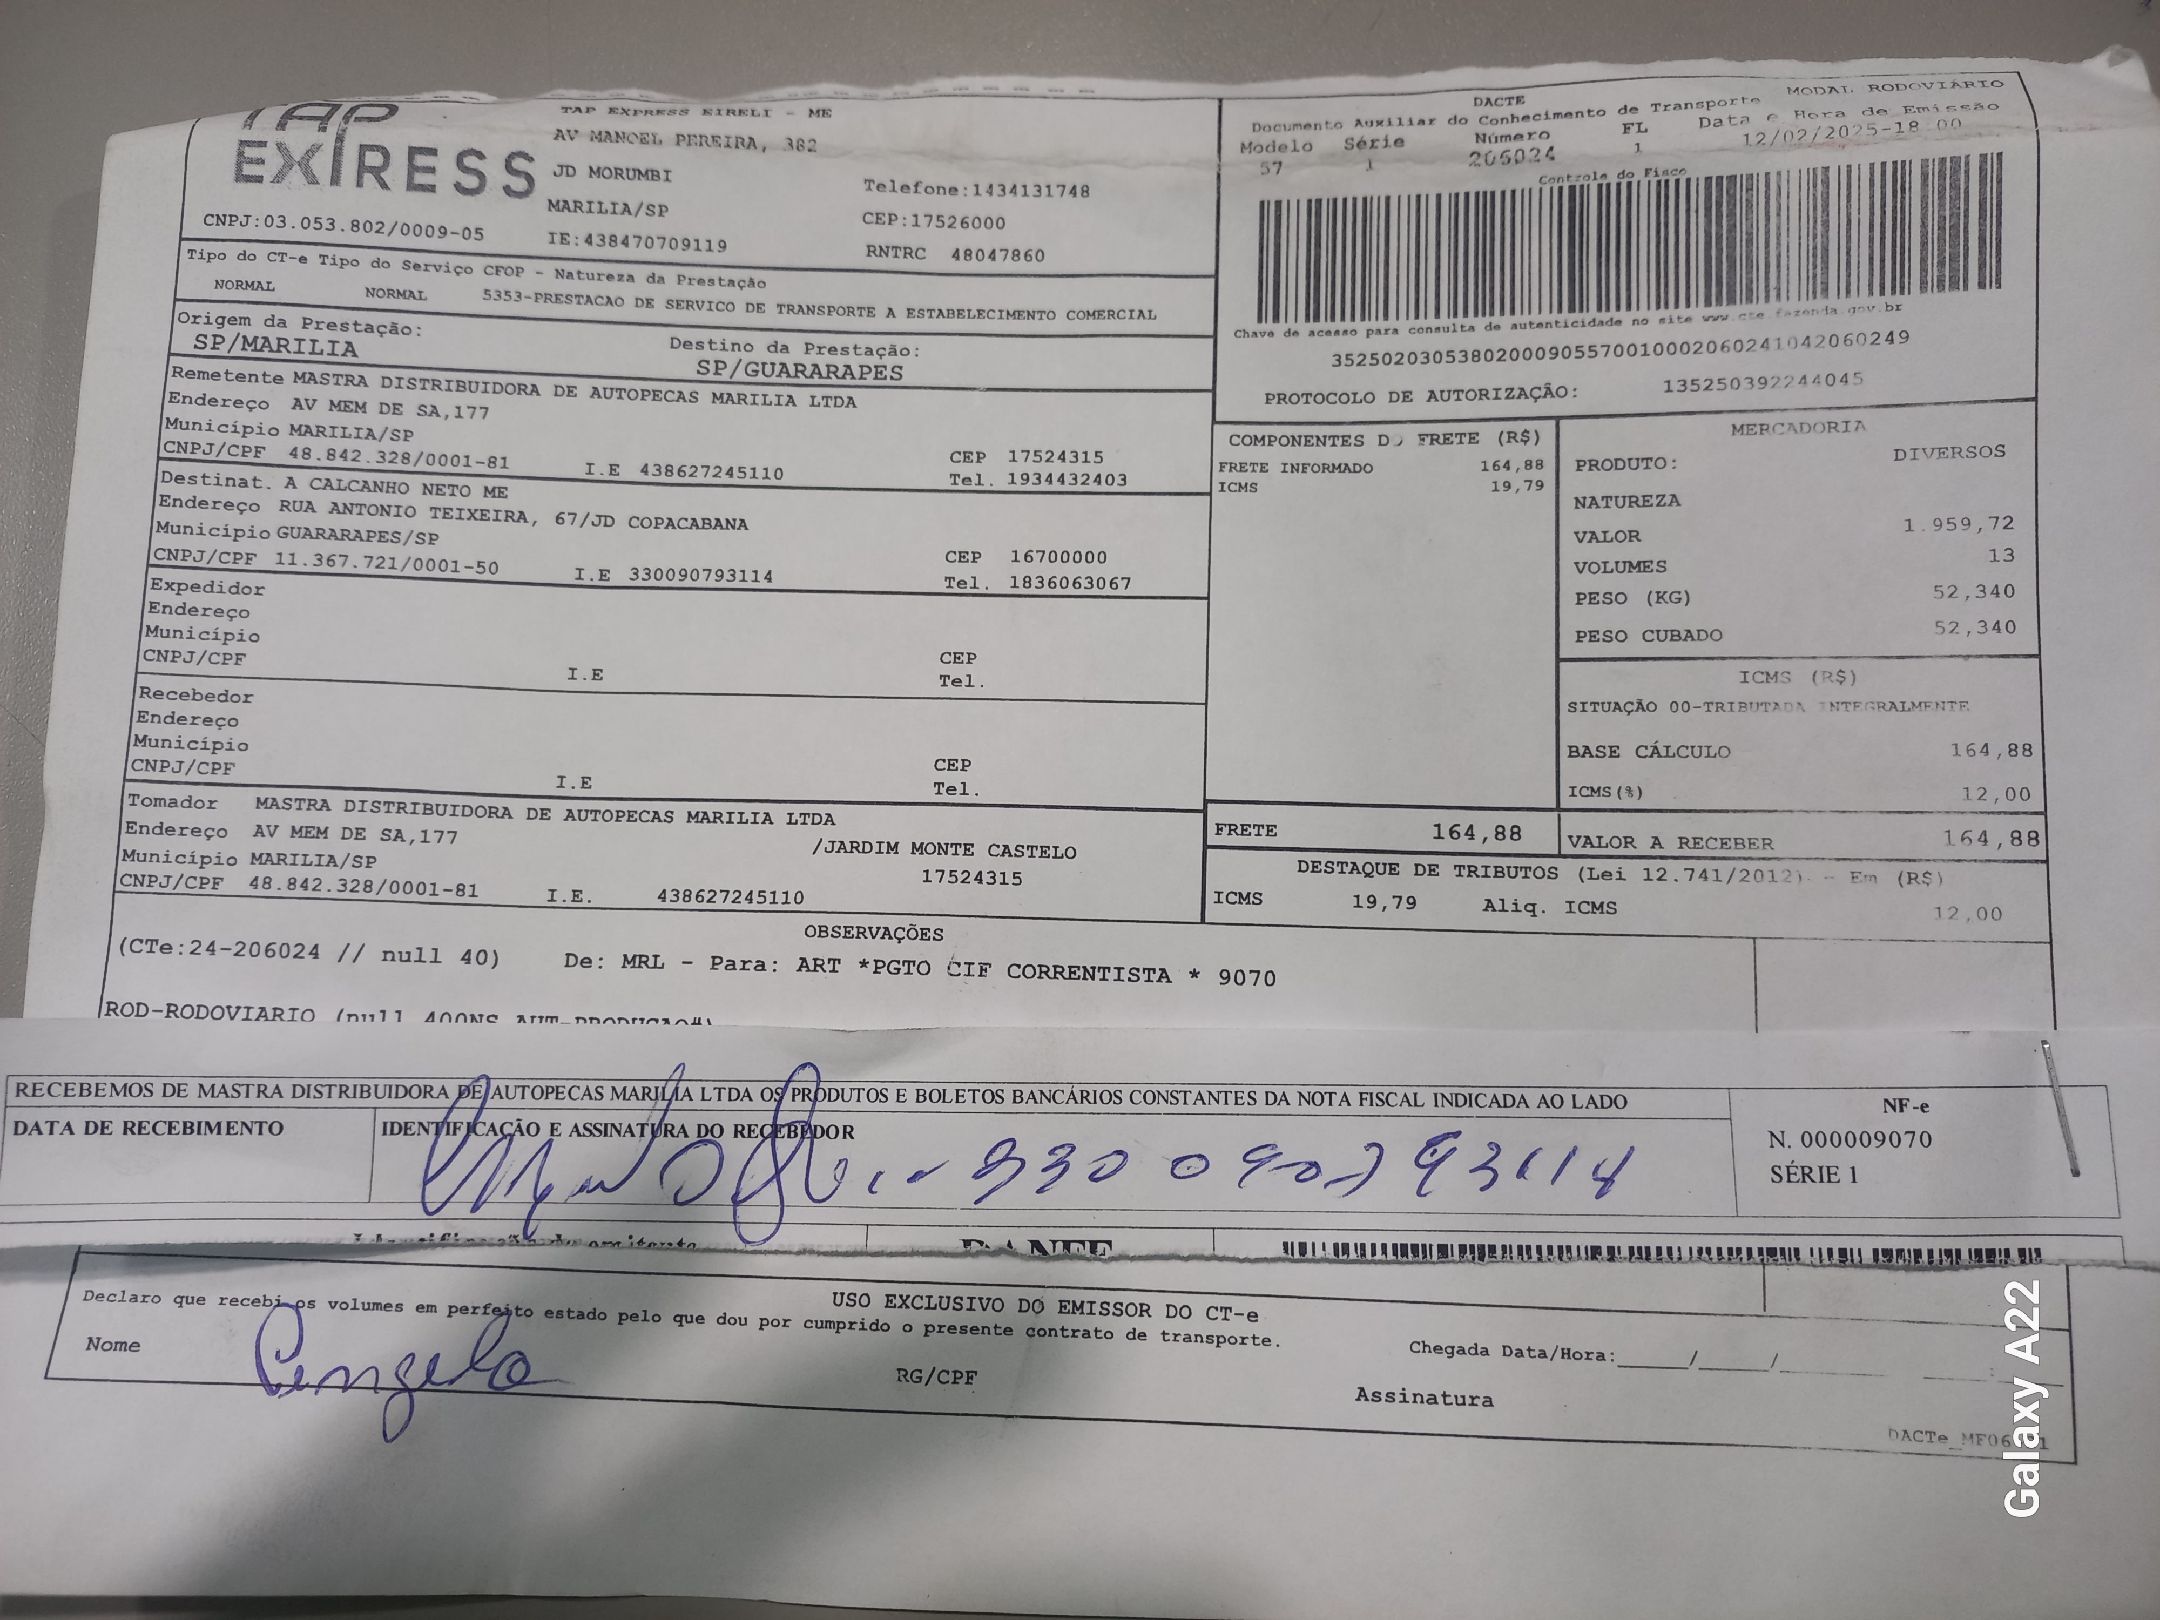 TAP
EXPRESS
CNPJ:03.053.802/0009-05
TAP EXPRESS EIRELI - ME
AV MANOEL PEREIRA, 382
JD MORUMBI
MARILIA/SP
IE:438470709119
Telefone:1434131748
CEP:17526000
RNTRC 48047860
DACTE
MODAL RODOVIÁRIO
Documento Auxiliar do Conhecimento de Transporte
Modelo Série Número FL Data e Hora de Emissão
57 1 206024 1 12/02/2025-18:00
Controle do Fisco
Chave de acesso para consulta de autenticidade no site www.cte.fazenda.gov.br
35250203053802000905570010002060241042060249
PROTOCOLO DE AUTORIZAÇÃO: 135250392244045
Tipo do CT-e Tipo do Serviço CFOP - Natureza da Prestação
NORMAL NORMAL 5353-PRESTACAO DE SERVICO DE TRANSPORTE A ESTABELECIMENTO COMERCIAL
Origem da Prestação: Destino da Prestação:
SP/MARILIA SP/GUARARAPES
Remetente MASTRA DISTRIBUIDORA DE AUTOPECAS MARILIA LTDA
Endereço AV MEM DE SA,177
Município MARILIA/SP CEP 17524315
CNPJ/CPF 48.842.328/0001-81 I.E 438627245110 Tel. 1934432403
Destinat. A CALCANHO NETO ME
Endereço RUA ANTONIO TEIXEIRA, 67/JD COPACABANA
Município GUARARAPES/SP CEP 16700000
CNPJ/CPF 11.367.721/0001-50 I.E 330090793114 Tel. 1836063067
Expedidor
Endereço
Município CEP
CNPJ/CPF I.E Tel.
Recebedor
Endereço
Município CEP
CNPJ/CPF I.E Tel.
Tomador MASTRA DISTRIBUIDORA DE AUTOPECAS MARILIA LTDA
Endereço AV MEM DE SA,177 /JARDIM MONTE CASTELO
Município MARILIA/SP 17524315
CNPJ/CPF 48.842.328/0001-81 I.E. 438627245110
COMPONENTES DO FRETE (R$)
FRETE INFORMADO 164,88
ICMS 19,79
MERCADORIA
PRODUTO: DIVERSOS
NATUREZA
VALOR 1.959,72
VOLUMES 13
PESO (KG) 52,340
PESO CUBADO 52,340
ICMS (R$)
SITUAÇÃO 00-TRIBUTADA INTEGRALMENTE
BASE CÁLCULO 164,88
ICMS(%) 12,00
FRETE 164,88 VALOR A RECEBER 164,88
DESTAQUE DE TRIBUTOS (Lei 12.741/2012). - Em (R$)
ICMS 19,79 Aliq. ICMS 12,00
OBSERVAÇÕES
(CTe:24-206024 // null 40) De: MRL - Para: ART *PGTO CIF CORRENTISTA * 9070
ROD-RODOVIARIO (null
RECEBEMOS DE MASTRA DISTRIBUIDORA DE AUTOPECAS MARILIA LTDA OS PRODUTOS E BOLETOS BANCÁRIOS CONSTANTES DA NOTA FISCAL INDICADA AO LADO
DATA DE RECEBIMENTO IDENTIFICAÇÃO E ASSINATURA DO RECEBEDOR
330090793114
NF-e
N. 000009070
SÉRIE 1
Identificação do emitente DANFE
USO EXCLUSIVO DO EMISSOR DO CT-e
Declaro que recebi os volumes em perfeito estado pelo que dou por cumprido o presente contrato de transporte.
Nome RG/CPF Chegada Data/Hora:_____/_____/
Assinatura
Galaxy A22